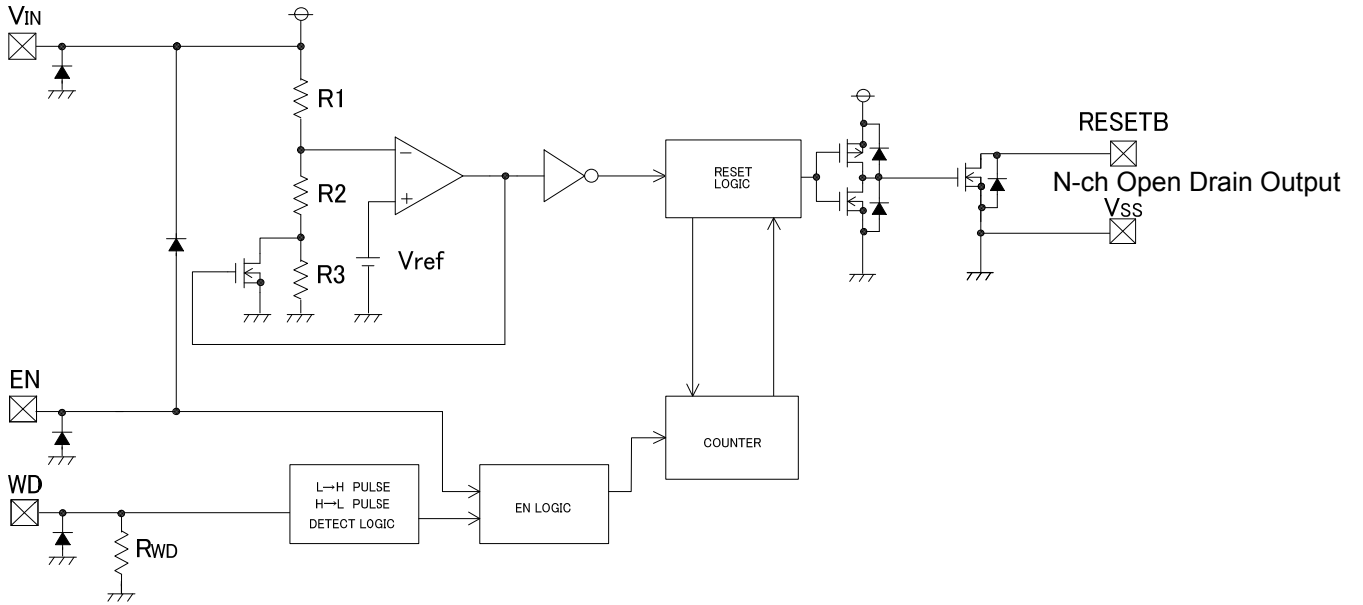 VIN
R1
R2
R3
−
+
Vref
RESET
LOGIC
RESETB
N-ch Open Drain Output
VSS
EN
COUNTER
WD
RWD
L→H PULSE
H→L PULSE
DETECT LOGIC
EN LOGIC